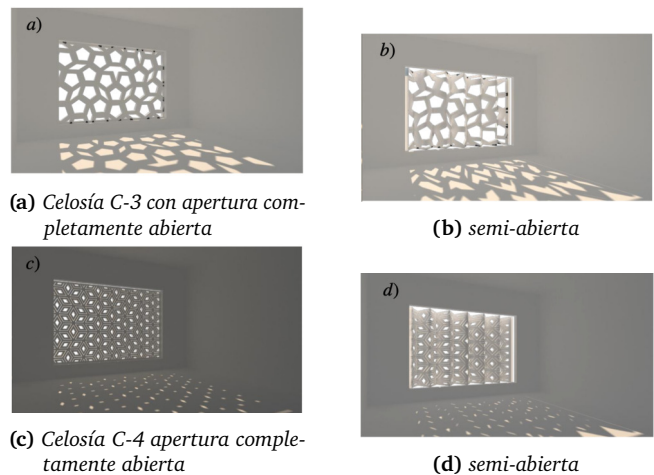 a)
b)
(a) Celosía C-3 con apertura com-
pletamente abierta
(b) semi-abierta
c)
d)
(c) Celosía C-4 apertura comple-
tamente abierta
(d) semi-abierta